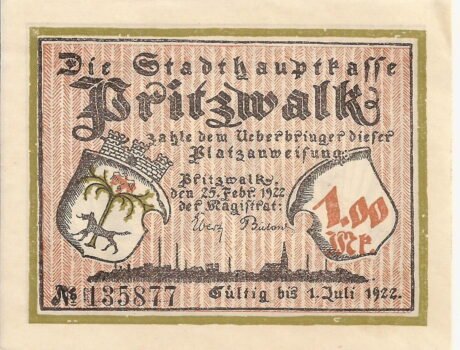 Die Stadthauptkasse
Pritzwalk
zahle dem Ueberbringer dieser
Platzanweisung:
Pritzwalk,
den 25. Febr. 1922
der Magistrat:
1.00
Mk.
№ 135877
Gültig bis 1. Juli 1922.